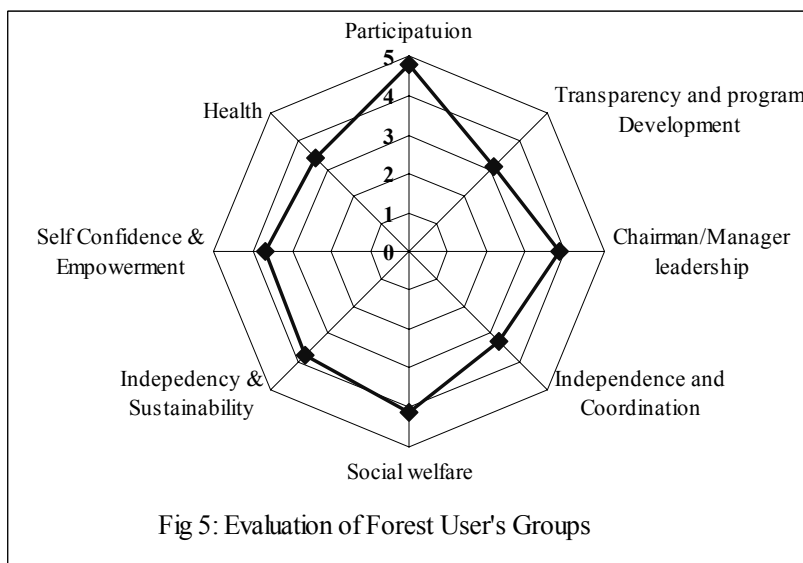 Participatuion
5
4
3
2
1
0
Transparency and program
Development
Chairman/Manager
leadership
Independence and
Coordination
Social welfare
Indepedency &
Sustainability
Self Confidence &
Empowerment
Health
Fig 5: Evaluation of Forest User's Groups